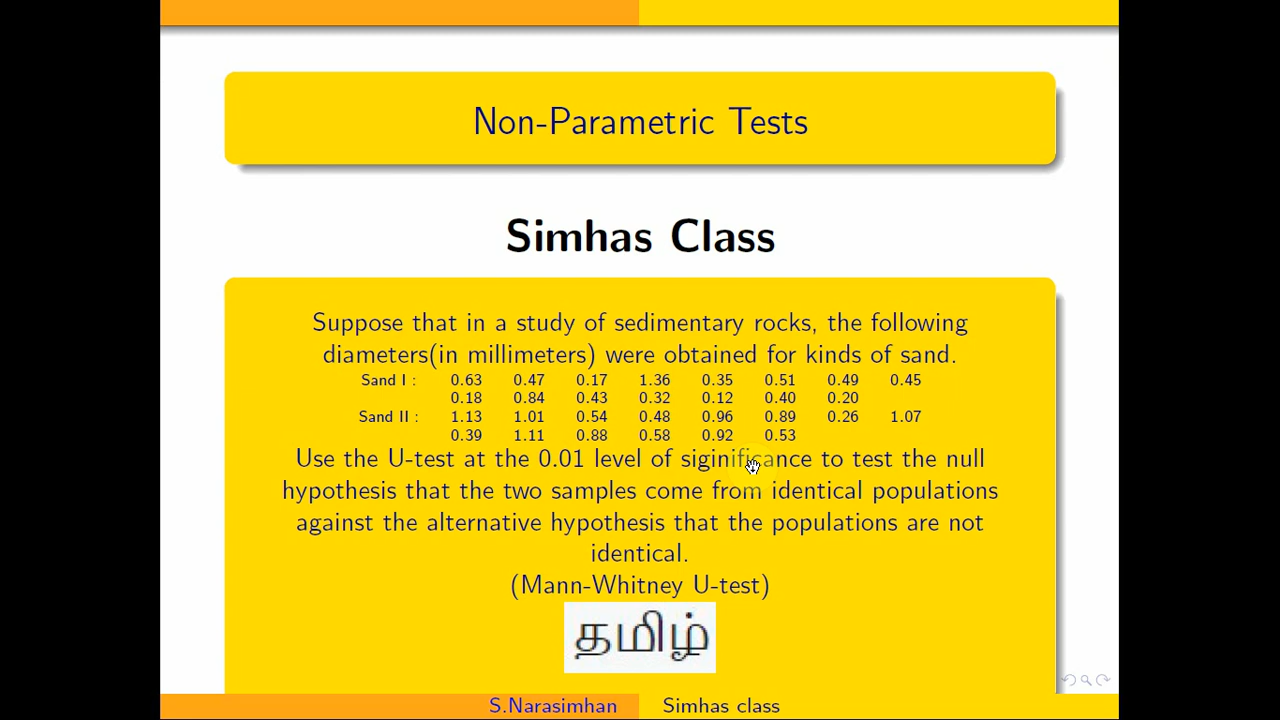 Non-Parametric Tests
Simhas Class
Suppose that in a study of sedimentary rocks, the following
diameters(in millimeters) were obtained for kinds of sand.
Sand I : 0.63 0.47 0.17 1.36 0.35 0.51 0.49 0.45
0.18 0.84 0.43 0.32 0.12 0.40 0.20
Sand II : 1.13 1.01 0.54 0.48 0.96 0.89 0.26 1.07
0.39 1.11 0.88 0.58 0.92 0.53
Use the U-test at the 0.01 level of siginificance to test the null
hypothesis that the two samples come from identical populations
against the alternative hypothesis that the populations are not
identical.
(Mann-Whitney U-test)
தமிழ்
S.Narasimhan Simhas class